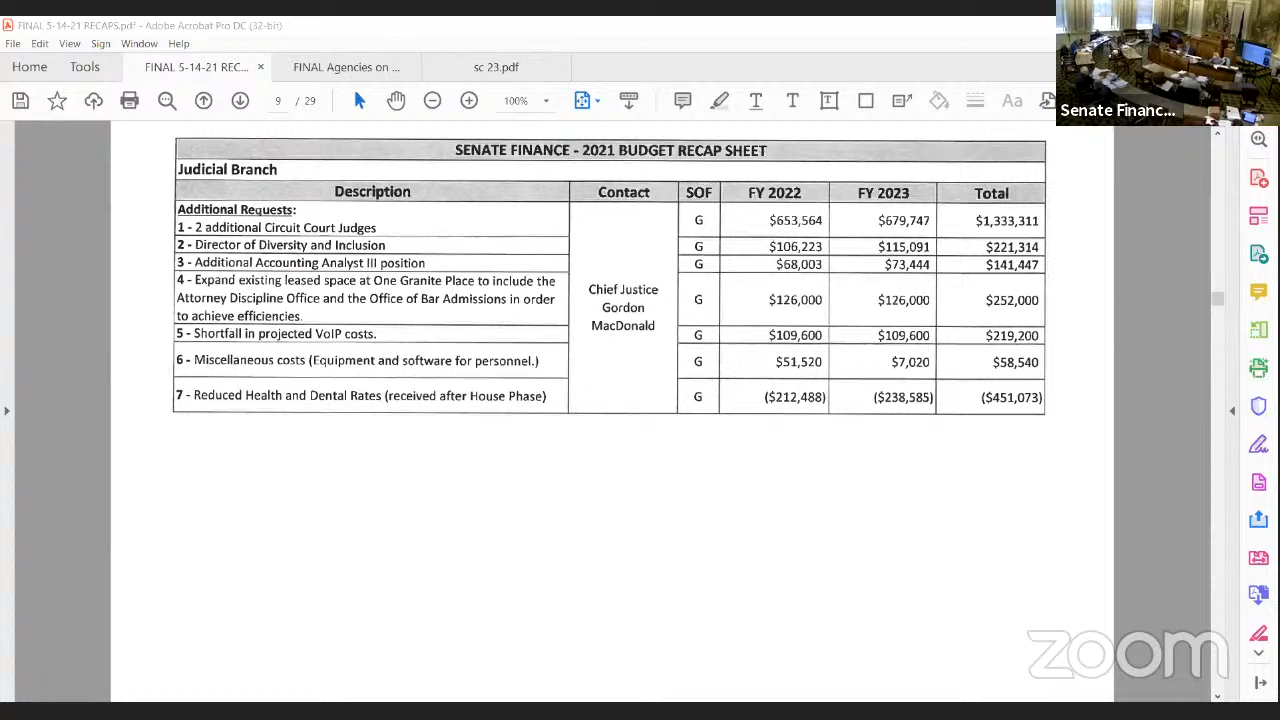 FINAL 5-14-21 RECAPS.pdf - Adobe Acrobat Pro DC (32-bit)
File Edit View Sign Window Help
Home Tools FINAL 5-14-21 REC... × FINAL Agencies on ... sc 23.pdf
/ 29 100% Aa
Senate Financ...
SENATE FINANCE - 2021 BUDGET RECAP SHEET
Judicial Branch
Description Contact SOF FY 2022 FY 2023 Total
Additional Requests:
1 - 2 additional Circuit Court Judges G $653,564 $679,747 $1,333,311
2 - Director of Diversity and Inclusion G $106,223 $115,091 $221,314
3 - Additional Accounting Analyst III position G $68,003 $73,444 $141,447
4 - Expand existing leased space at One Granite Place to include the
Attorney Discipline Office and the Office of Bar Admissions in order
to achieve efficiencies.
G $126,000 $126,000 $252,000
Chief Justice
Gordon
MacDonald
5 - Shortfall in projected VoIP costs. G $109,600 $109,600 $219,200
6 - Miscellaneous costs (Equipment and software for personnel.) G $51,520 $7,020 $58,540
7 - Reduced Health and Dental Rates (received after House Phase) G ($212,488) ($238,585) ($451,073)
zoom